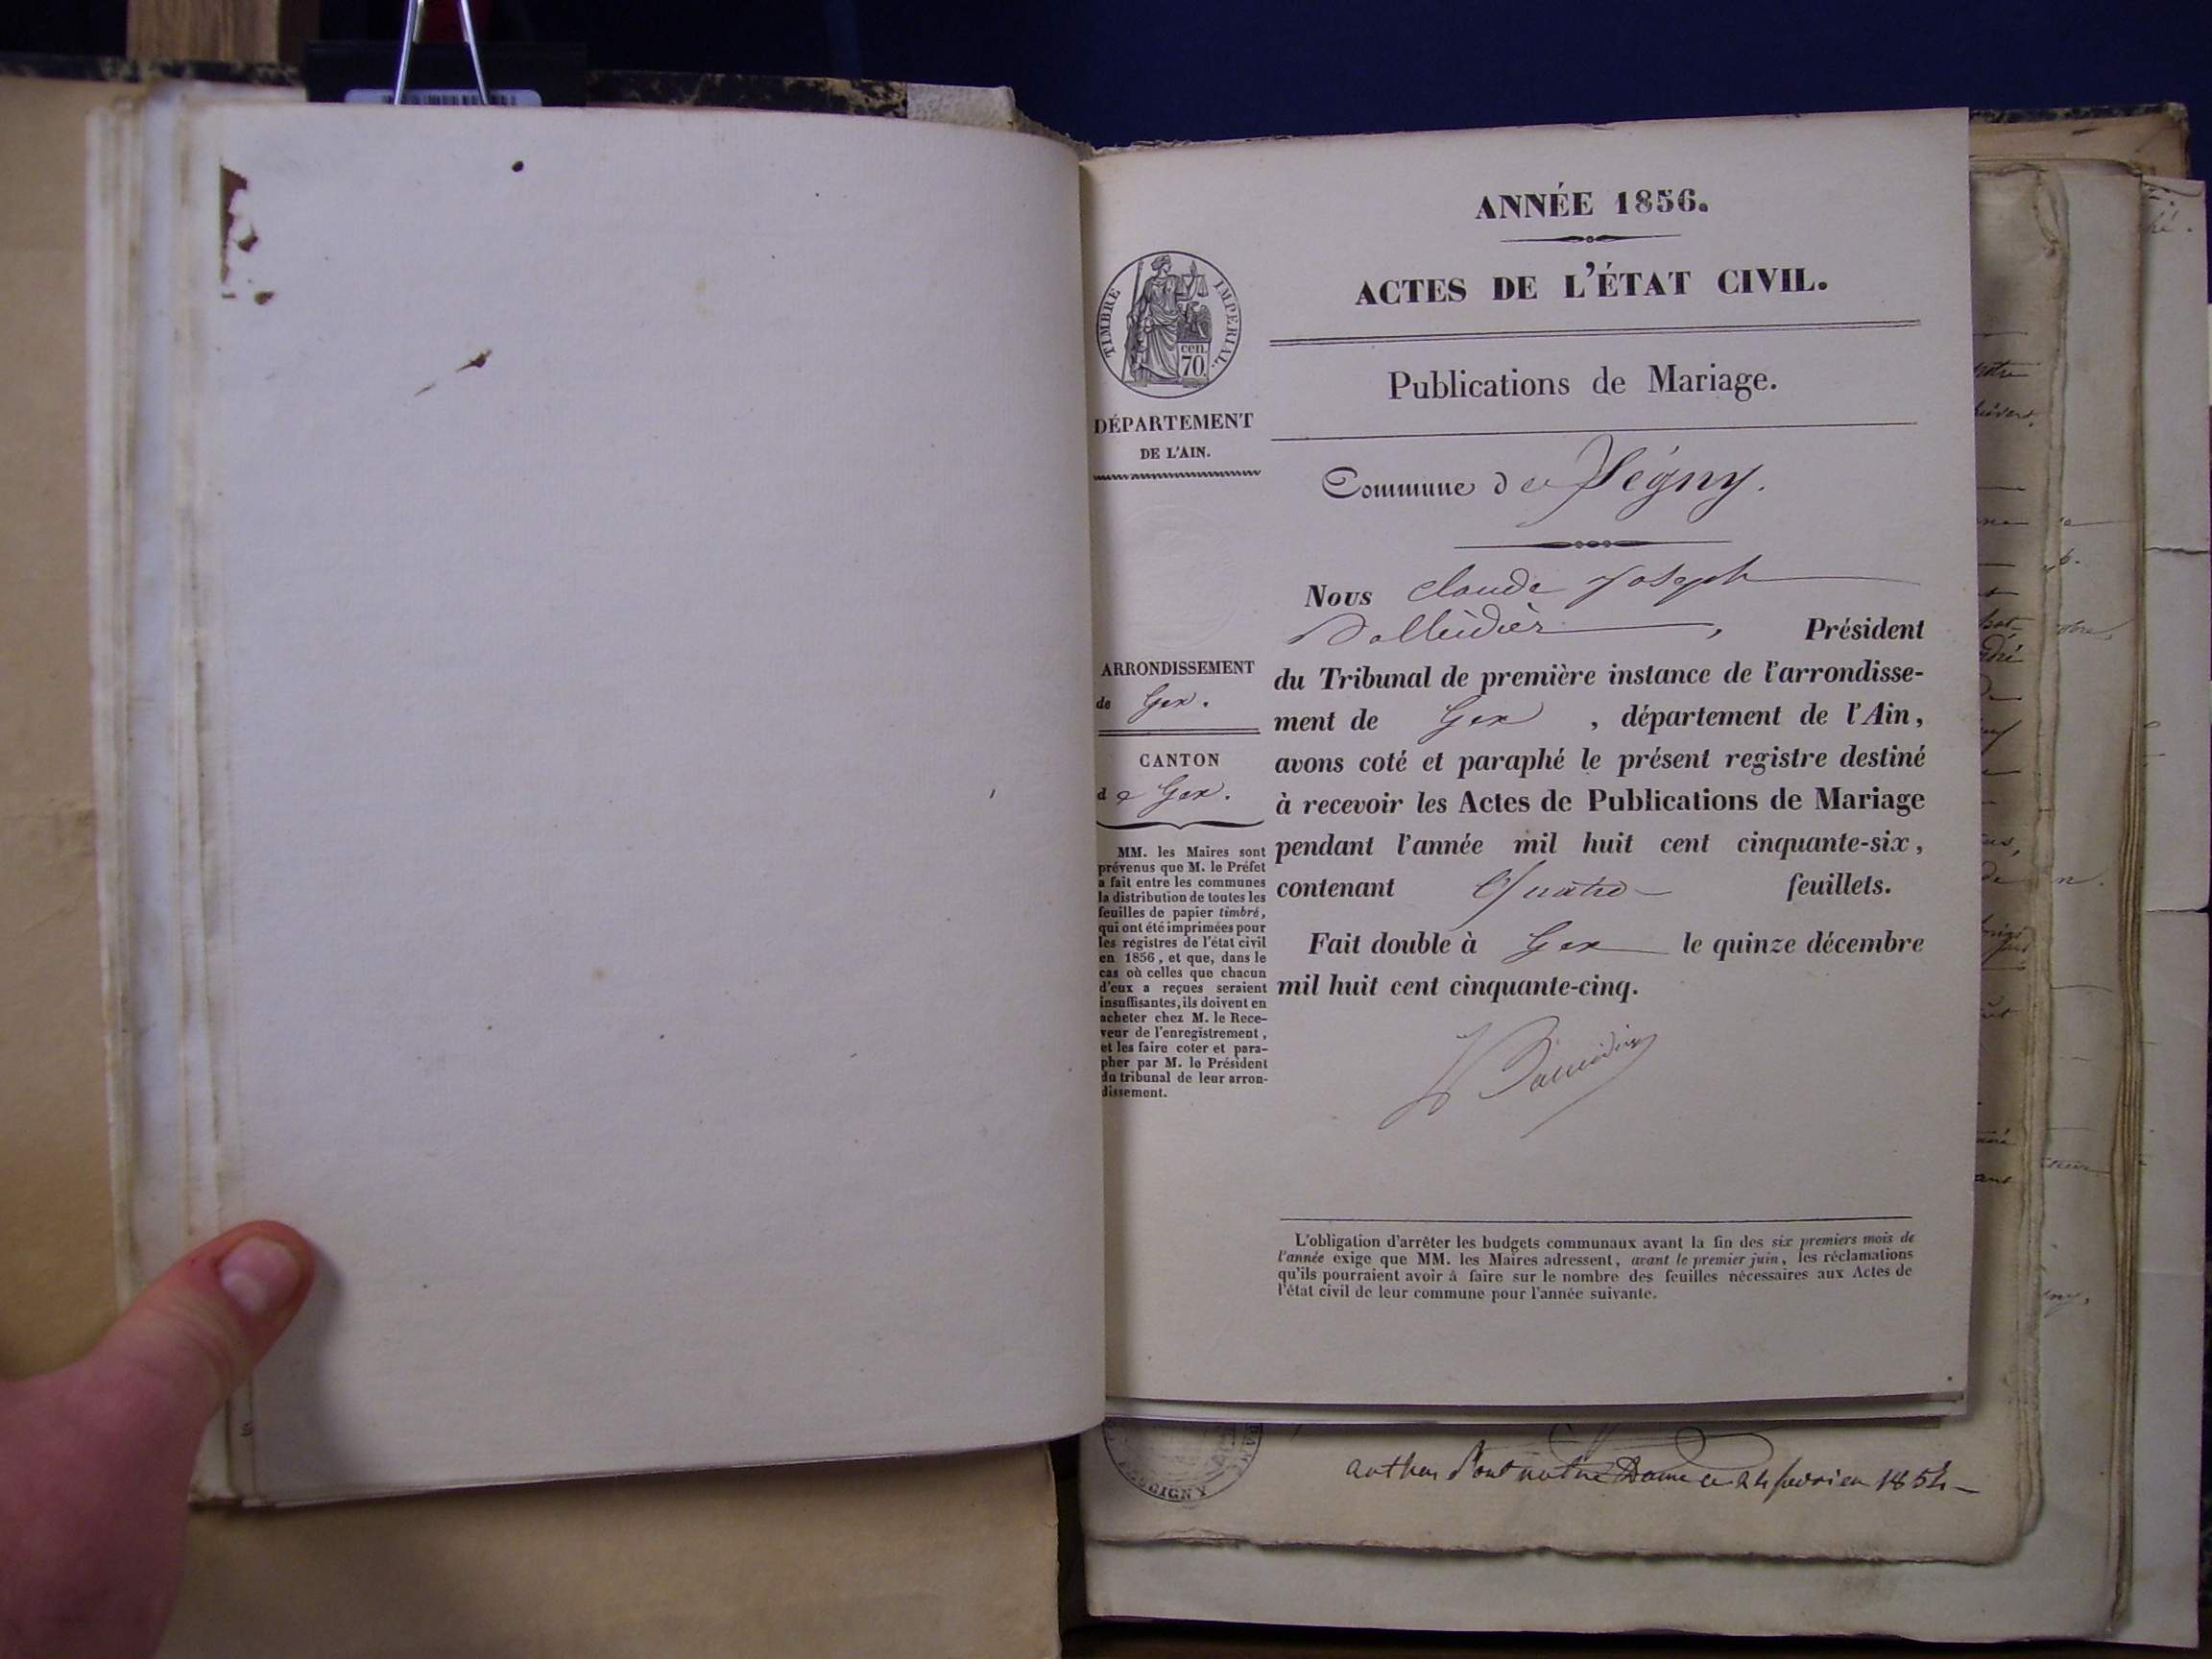 ANNÉE 1856.
ACTES DE L'ÉTAT CIVIL.
Publications de Mariage.
Commune de Ségny.
TIMBRE IMPERIAL.
cen.
70.
DÉPARTEMENT
DE L'AIN.
ARRONDISSEMENT
de Gex.
CANTON
de Gex.
MM. les Maires sont
prévenus que M. le Préfet
a fait entre les communes
la distribution de toutes les
feuilles de papier timbré,
qui ont été imprimées pour
les registres de l'état civil
en 1856, et que, dans le
cas où celles que chacun
d'eux a reçues seraient
insuffisantes, ils doivent en
acheter chez M. le Rece-
veur de l'enregistrement,
et les faire coter et para-
pher par M. le Président
du tribunal de leur arron-
dissement.
Nous Claude Joseph
, Président
du Tribunal de première instance de l'arrondisse-
ment de Gex, département de l'Ain,
avons coté et paraphé le présent registre destiné
à recevoir les Actes de Publications de Mariage
pendant l'année mil huit cent cinquante-six,
contenant Quatre feuillets.
Fait double à Gex le quinze décembre
mil huit cent cinquante-cinq.
L'obligation d'arrêter les budgets communaux avant la fin des six premiers mois de
l'année exige que MM. les Maires adressent, avant le premier juin, les réclamations
qu'ils pourraient avoir à faire sur le nombre des feuilles nécessaires aux Actes de
l'état civil de leur commune pour l'année suivante.
notre Dame ce 24 1854